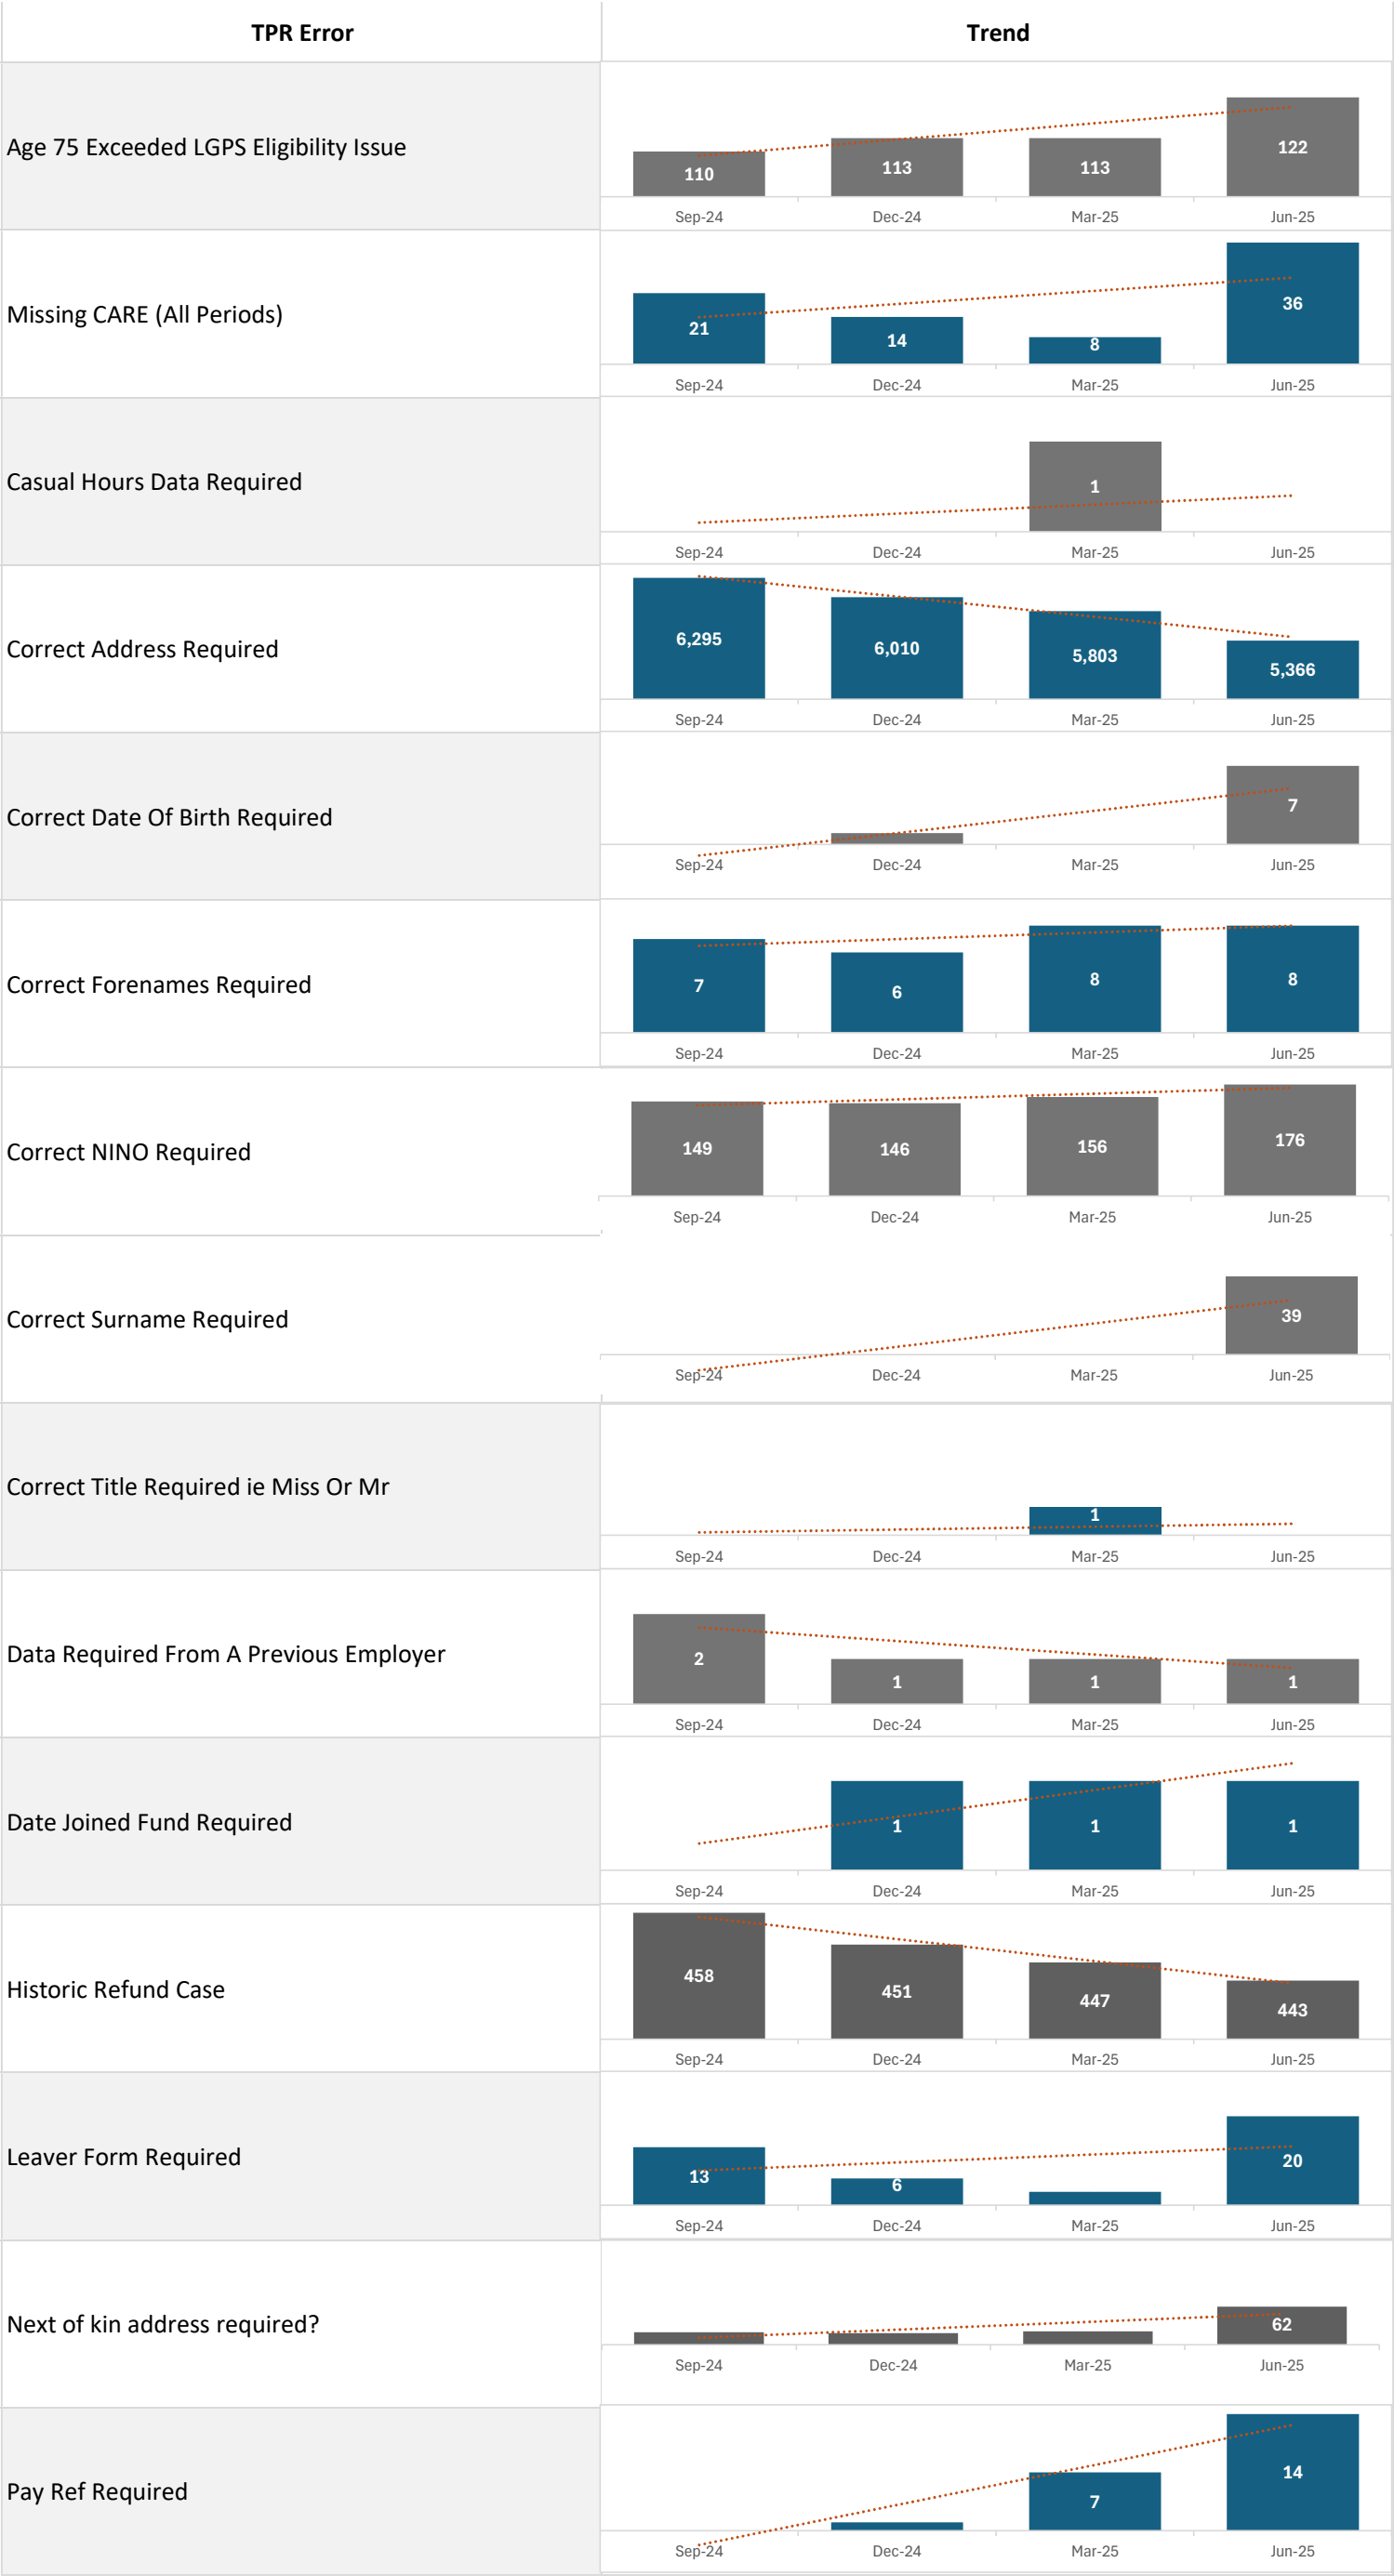 TPR Error Trend
Age 75 Exceeded LGPS Eligibility Issue
110 113 113 122
Sep-24 Dec-24 Mar-25 Jun-25
Missing CARE (All Periods)
21 14 8 36
Sep-24 Dec-24 Mar-25 Jun-25
Casual Hours Data Required
1
Sep-24 Dec-24 Mar-25 Jun-25
Correct Address Required
6,295 6,010 5,803 5,366
Sep-24 Dec-24 Mar-25 Jun-25
Correct Date Of Birth Required
7
Sep-24 Dec-24 Mar-25 Jun-25
Correct Forenames Required
7 6 8 8
Sep-24 Dec-24 Mar-25 Jun-25
Correct NINO Required
149 146 156 176
Sep-24 Dec-24 Mar-25 Jun-25
Correct Surname Required
39
Sep-24 Dec-24 Mar-25 Jun-25
Correct Title Required ie Miss Or Mr
1
Sep-24 Dec-24 Mar-25 Jun-25
Data Required From A Previous Employer
2 1 1 1
Sep-24 Dec-24 Mar-25 Jun-25
Date Joined Fund Required
1 1 1
Sep-24 Dec-24 Mar-25 Jun-25
Historic Refund Case
458 451 447 443
Sep-24 Dec-24 Mar-25 Jun-25
Leaver Form Required
13 6 20
Sep-24 Dec-24 Mar-25 Jun-25
Next of kin address required?
62
Sep-24 Dec-24 Mar-25 Jun-25
Pay Ref Required
7 14
Sep-24 Dec-24 Mar-25 Jun-25